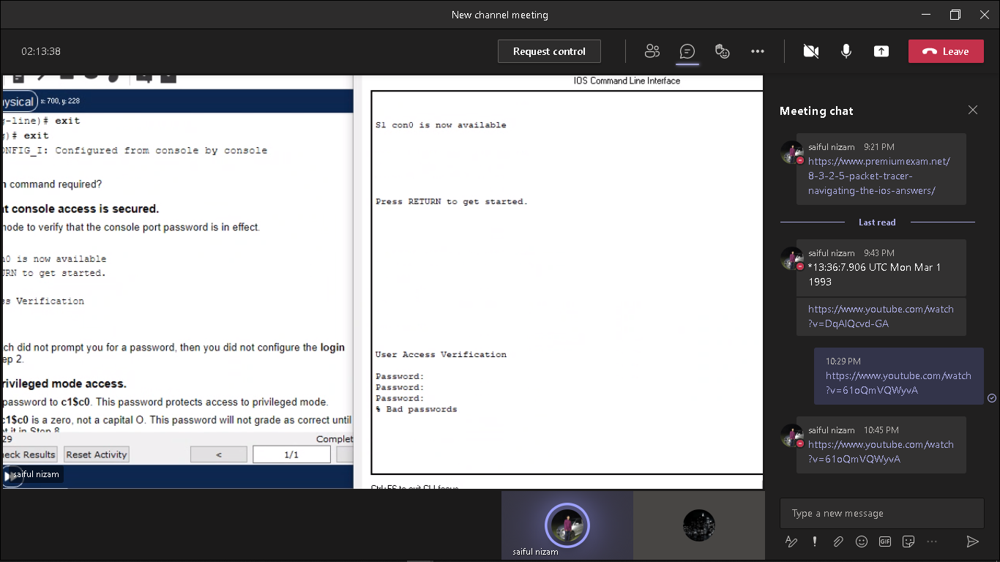 New channel meeting
02:13:38
Request control
Leave
ysical
x: 700, y: 228
g-line)# exit
g)# exit
ONFIG_I: Configured from console by console
n command required?
at console access is secured.
mode to verify that the console port password is in effect.
n0 is now available
URN to get started.
ss Verification
tch did not prompt you for a password, then you did not configure the login
ep 2.
rivileged mode access.
password to c1$c0. This password protects access to privileged mode.
c1$c0 is a zero, not a capital O. This password will not grade as correct until
t it in Step 8
29
Complet
heck Results
Reset Activity
<
1/1
saiful nizam
IOS Command Line Interface
S1 con0 is now available
Press RETURN to get started.
User Access Verification
Password:
Password:
Password:
% Bad passwords
Ctrl+F6 to exit CLI focus
saiful nizam
Meeting chat
saiful nizam 9:21 PM
https://www.premiumexam.net/
8-3-2-5-packet-tracer-
navigating-the-ios-answers/
Last read
saiful nizam 9:43 PM
*13:36:7.906 UTC Mon Mar 1
1993
https://www.youtube.com/watch
?v=DqAlQcvd-GA
10:29 PM
https://www.youtube.com/watch
?v=61oQmVQWyvA
saiful nizam 10:45 PM
https://www.youtube.com/watch
?v=61oQmVQWyvA
Type a new message
GIF